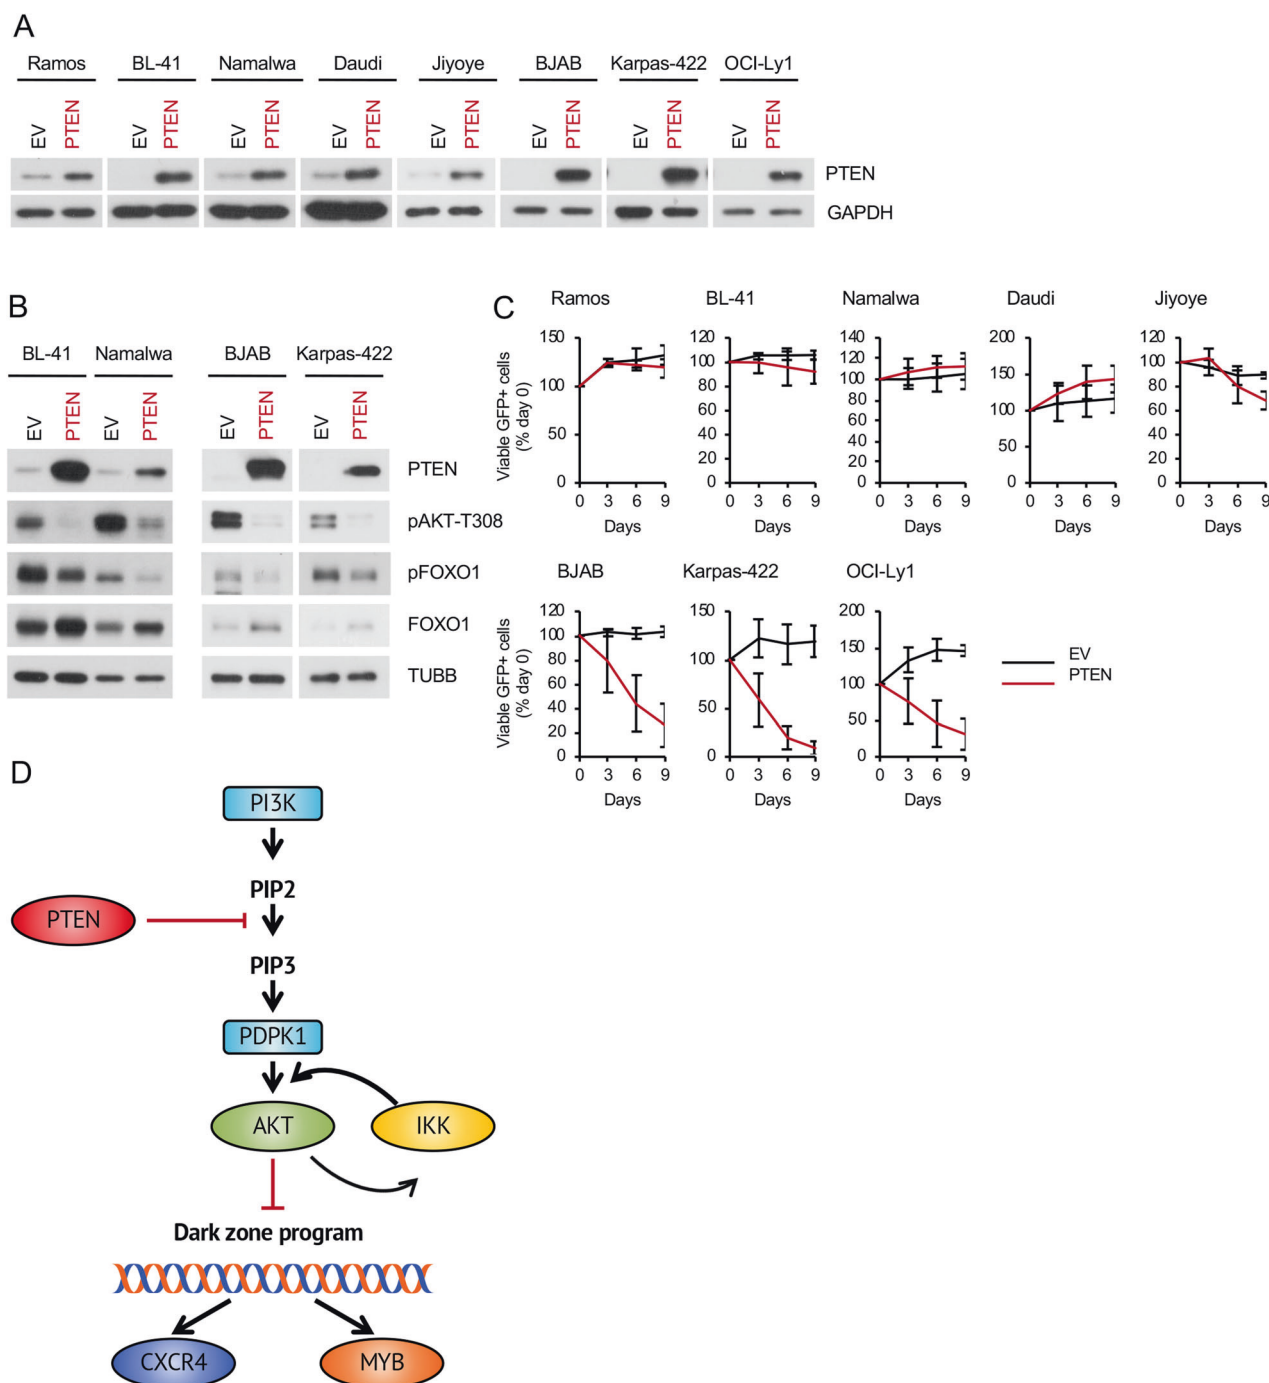 A
Ramos BL-41 Namalwa Daudi Jiyoye BJAB Karpas-422 OCI-Ly1
EV PTEN EV PTEN EV PTEN EV PTEN EV PTEN EV PTEN EV PTEN EV PTEN
PTEN
GAPDH
B
BL-41 Namalwa BJAB Karpas-422
EV PTEN EV PTEN EV PTEN EV PTEN
PTEN
pAKT-T308
pFOXO1
FOXO1
TUBB
C
Ramos BL-41 Namalwa Daudi Jiyoye
Viable GFP+ cells
(% day 0)
150
100
50
0
0 3 6 9
Days
120
100
80
60
40
20
0
0 3 6 9
Days
140
120
100
80
60
40
20
0
0 3 6 9
Days
200
150
100
50
0
0 3 6 9
Days
120
100
80
60
40
20
0
0 3 6 9
Days
BJAB Karpas-422 OCI-Ly1
Viable GFP+ cells
(% day 0)
120
100
80
60
40
20
0
0 3 6 9
Days
150
100
50
0
0 3 6 9
Days
200
150
100
50
0
0 3 6 9
Days
EV
PTEN
D
PI3K
PIP2
PTEN
PIP3
PDPK1
AKT IKK
Dark zone program
CXCR4 MYB